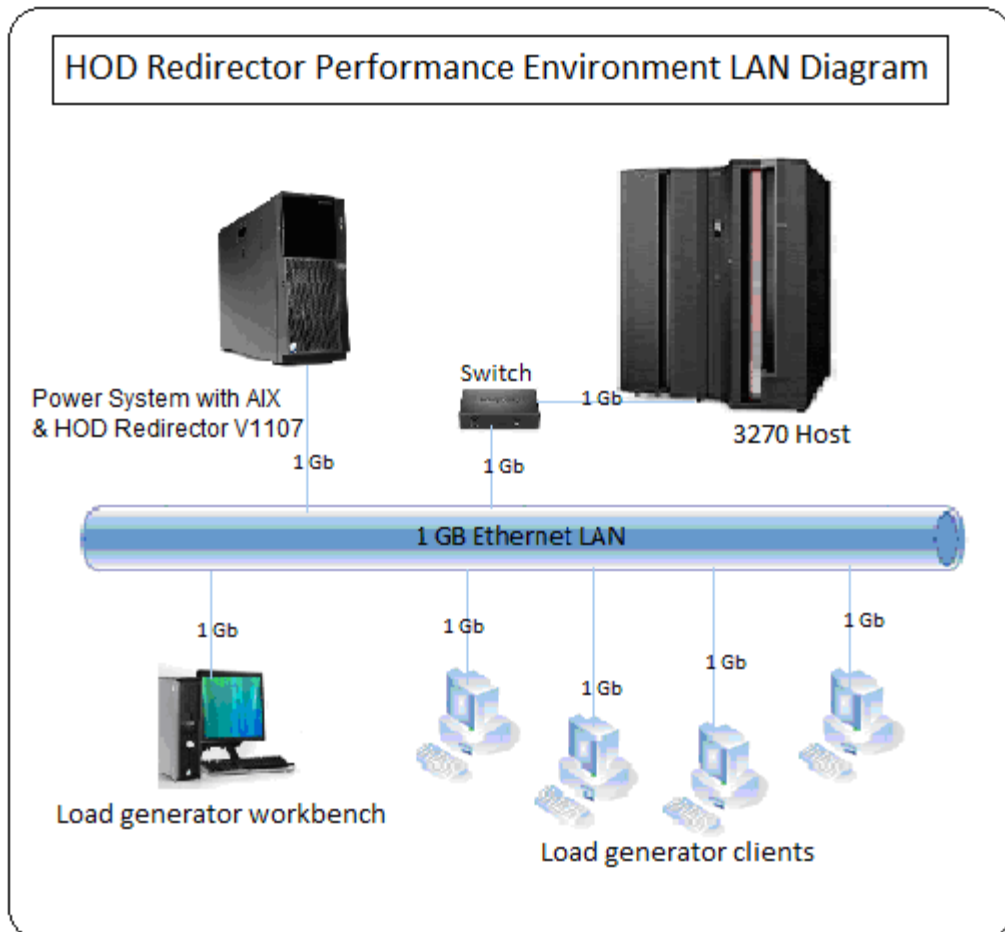 HOD Redirector Performance Environment LAN Diagram
Switch
1 Gb
Power System with AIX
& HOD Redirector V1107
3270 Host
1 Gb
1 Gb
1 GB Ethernet LAN
1 Gb
1 Gb
1 Gb
1 Gb
1 Gb
Load generator workbench
Load generator clients